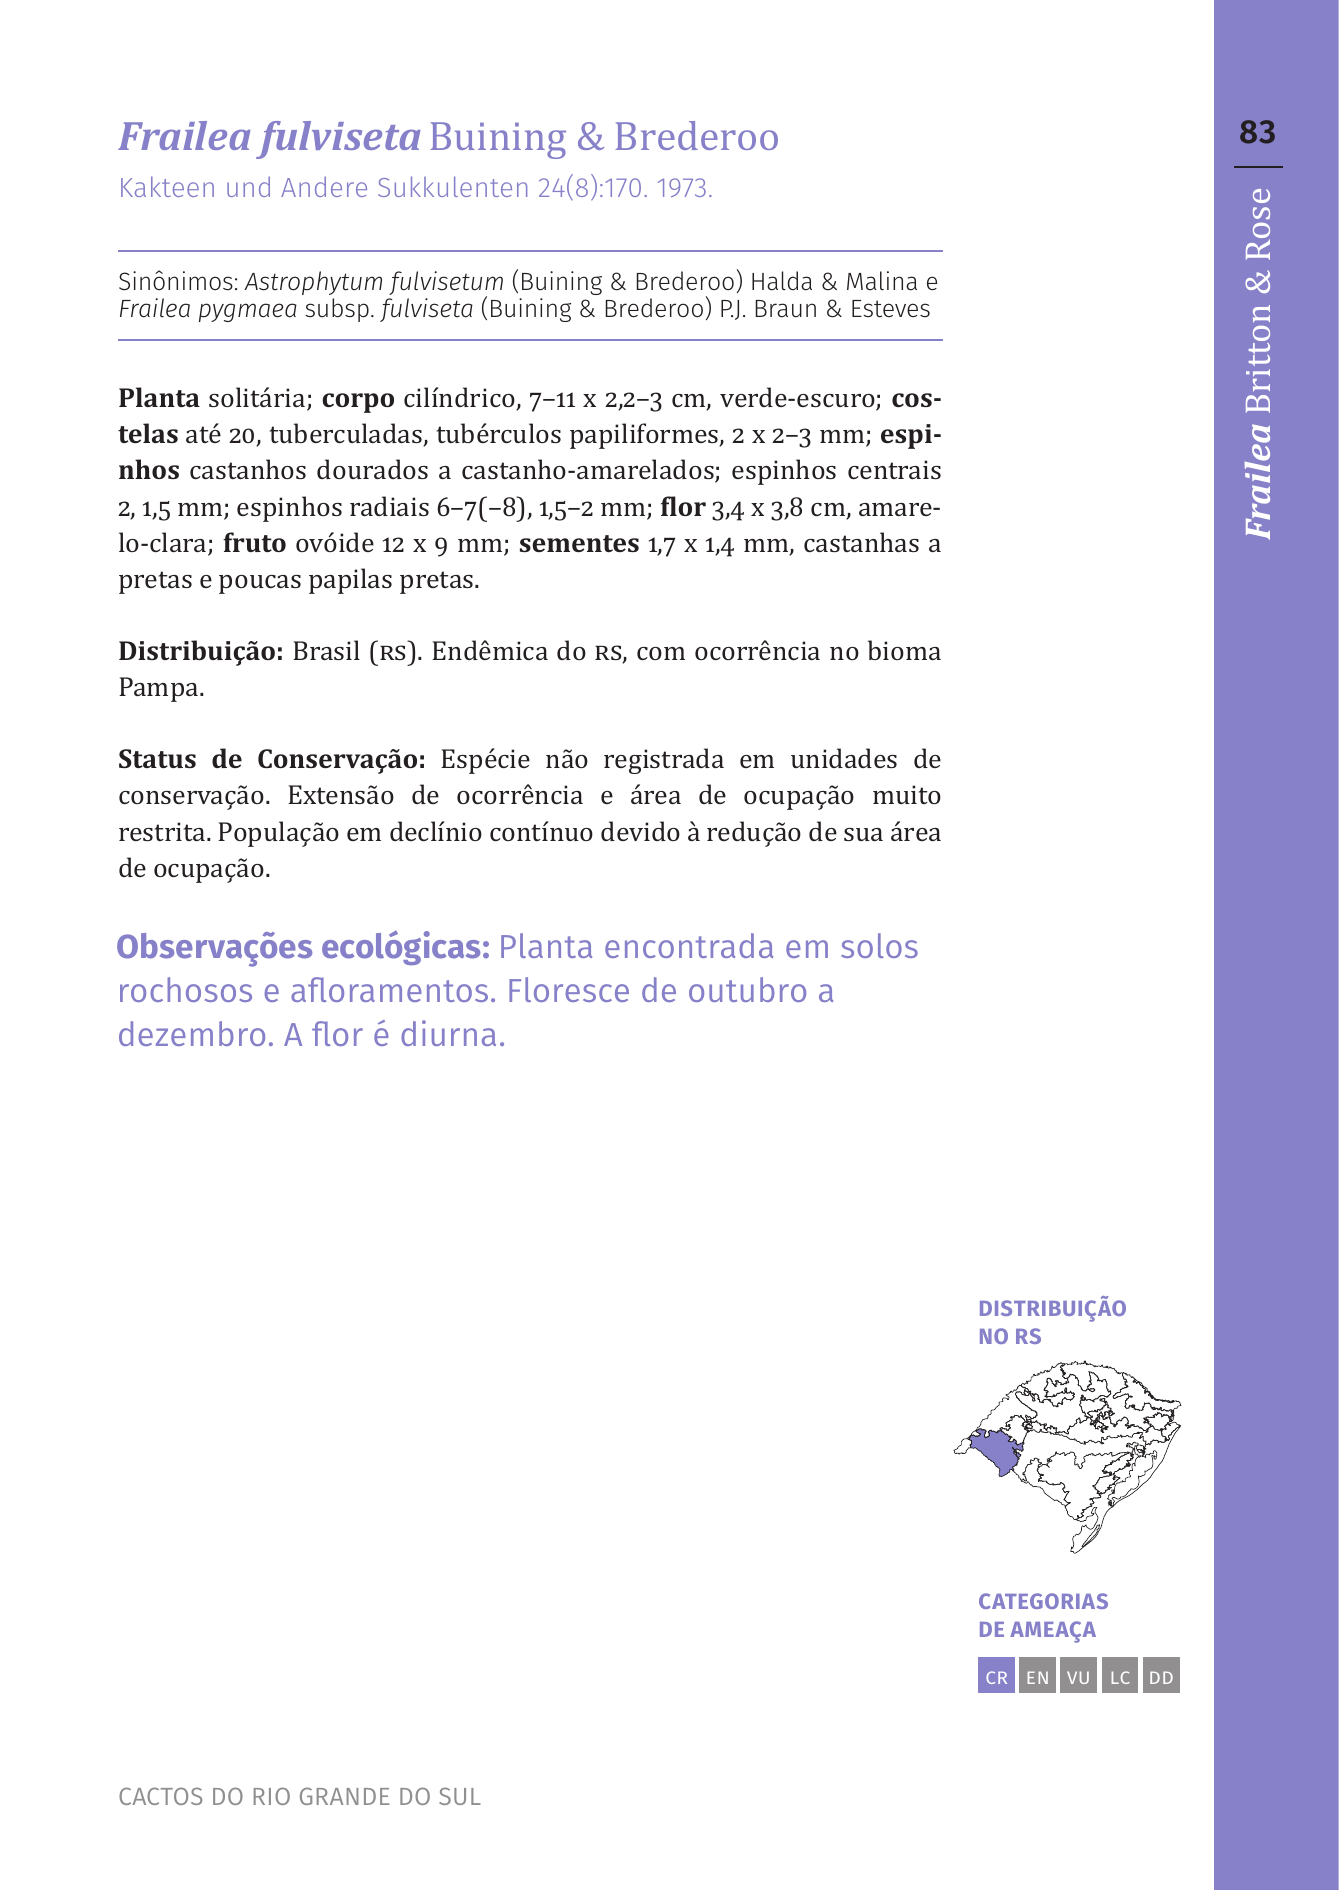 Frailea fulviseta Buining & Brederoo
Kakteen und Andere Sukkulenten 24(8):170. 1973.
Sinônimos: Astrophytum fulvisetum (Buining & Brederoo) Halda & Malina e
Frailea pygmaea subsp. fulviseta (Buining & Brederoo) P.J. Braun & Esteves
Planta solitária; corpo cilíndrico, 7–11 x 2,2–3 cm, verde-escuro; cos-
telas até 20, tuberculadas, tubérculos papiliformes, 2 x 2–3 mm; espi-
nhos castanhos dourados a castanho-amarelados; espinhos centrais
2, 1,5 mm; espinhos radiais 6–7(–8), 1,5–2 mm; flor 3,4 x 3,8 cm, amare-
lo-clara; fruto ovóide 12 x 9 mm; sementes 1,7 x 1,4 mm, castanhas a
pretas e poucas papilas pretas.
Distribuição: Brasil (RS). Endêmica do RS, com ocorrência no bioma
Pampa.
Status de Conservação: Espécie não registrada em unidades de
conservação. Extensão de ocorrência e área de ocupação muito
restrita. População em declínio contínuo devido à redução de sua área
de ocupação.
Observações ecológicas: Planta encontrada em solos
rochosos e afloramentos. Floresce de outubro a
dezembro. A flor é diurna.
DISTRIBUIÇÃO
NO RS
CATEGORIAS
DE AMEAÇA
CR EN VU LC DD
CACTOS DO RIO GRANDE DO SUL
83
Frailea Britton & Rose